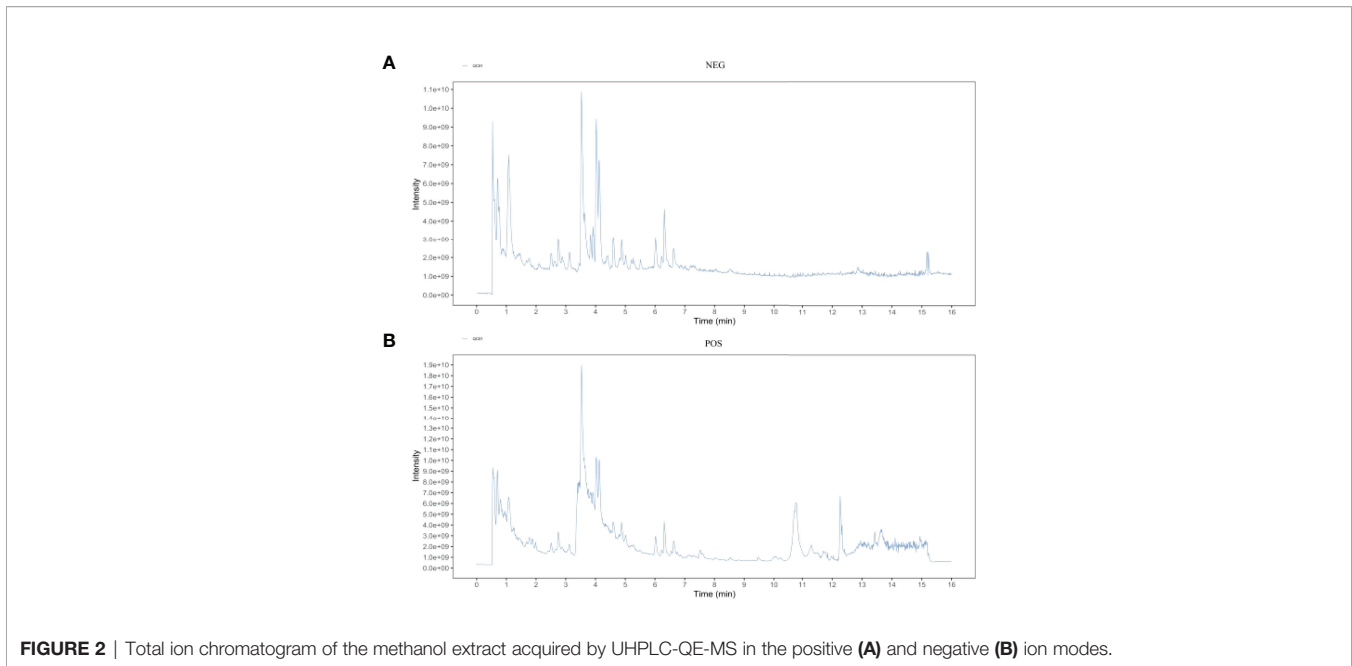 A
NEG
1.1e+10
1.0e+10
9.0e+09
8.0e+09
7.0e+09
6.0e+09
5.0e+09
4.0e+09
3.0e+09
2.0e+09
1.0e+09
0.0e+00
Intensity
0 1 2 3 4 5 6 7 8 9 10 11 12 13 14 15 16
Time (min)
B
POS
1.9e+10
1.8e+10
1.7e+10
1.6e+10
1.5e+10
1.4e+10
1.3e+10
1.2e+10
1.1e+10
1.0e+10
9.0e+09
8.0e+09
7.0e+09
6.0e+09
5.0e+09
4.0e+09
3.0e+09
2.0e+09
1.0e+09
0.0e+00
Intensity
0 1 2 3 4 5 6 7 8 9 10 11 12 13 14 15 16
Time (min)
FIGURE 2 | Total ion chromatogram of the methanol extract acquired by UHPLC-QE-MS in the positive (A) and negative (B) ion modes.